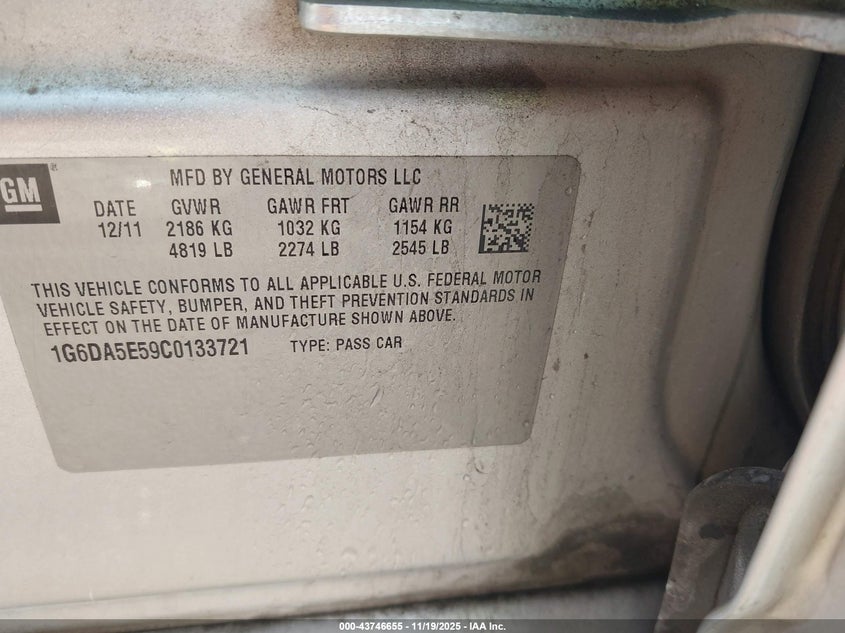 GM
MFD BY GENERAL MOTORS LLC
DATE GVWR GAWR FRT GAWR RR
12/11 2186 KG 1032 KG 1154 KG
4819 LB 2274 LB 2545 LB
THIS VEHICLE CONFORMS TO ALL APPLICABLE U.S. FEDERAL MOTOR
VEHICLE SAFETY, BUMPER, AND THEFT PREVENTION STANDARDS IN
EFFECT ON THE DATE OF MANUFACTURE SHOWN ABOVE.
1G6DA5E59C0133721 TYPE: PASS CAR
000-43746655 - 11/19/2025 - IAA Inc.